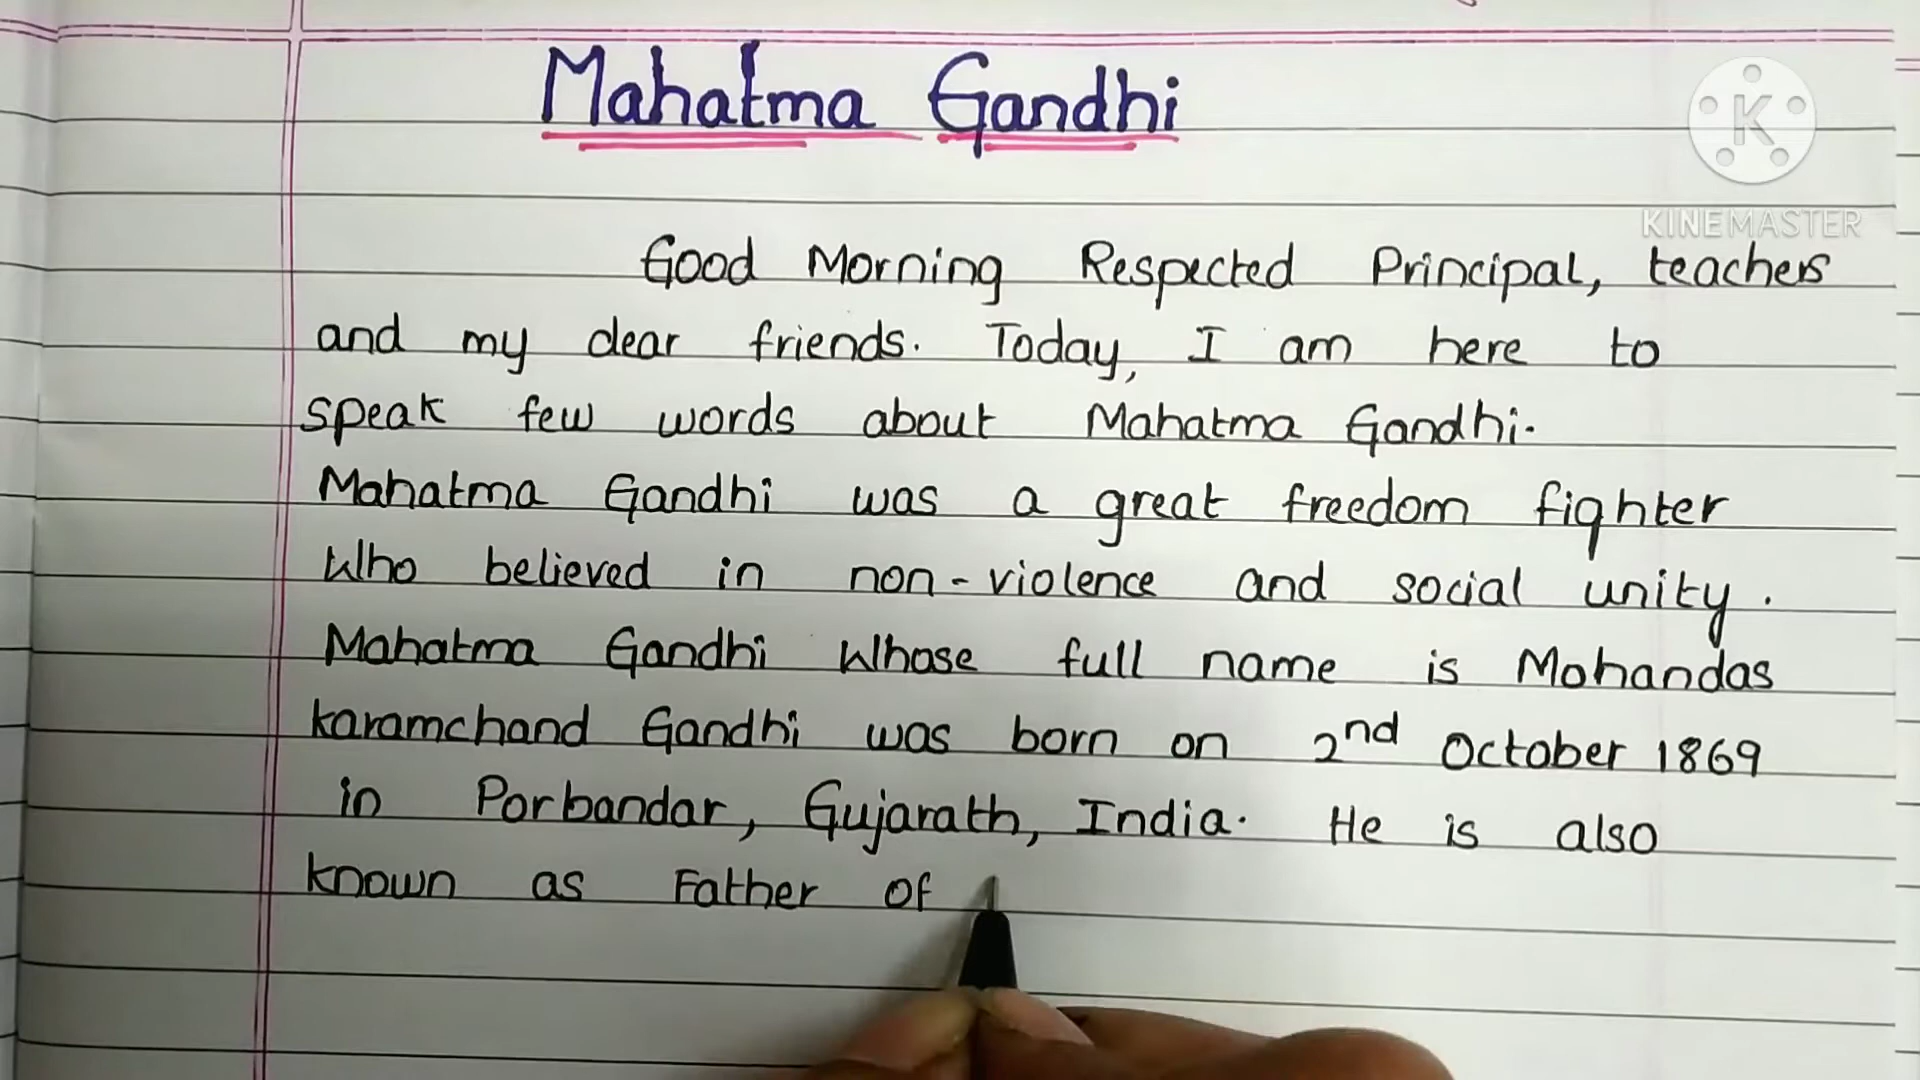 Mahatma Gandhi
K
KINEMASTER
Good Morning Respected Principal, teachers
and my dear friends. Today, I am here to
speak few words about Mahatma Gandhi.
Mahatma Gandhi was a great freedom fighter
Who believed in non-violence and social unity.
Mahatma Gandhi Whose full name is Mohandas
karamchand Gandhi was born on 2nd October 1869
in Porbandar, Gujarath, India. He is also
known as Father of